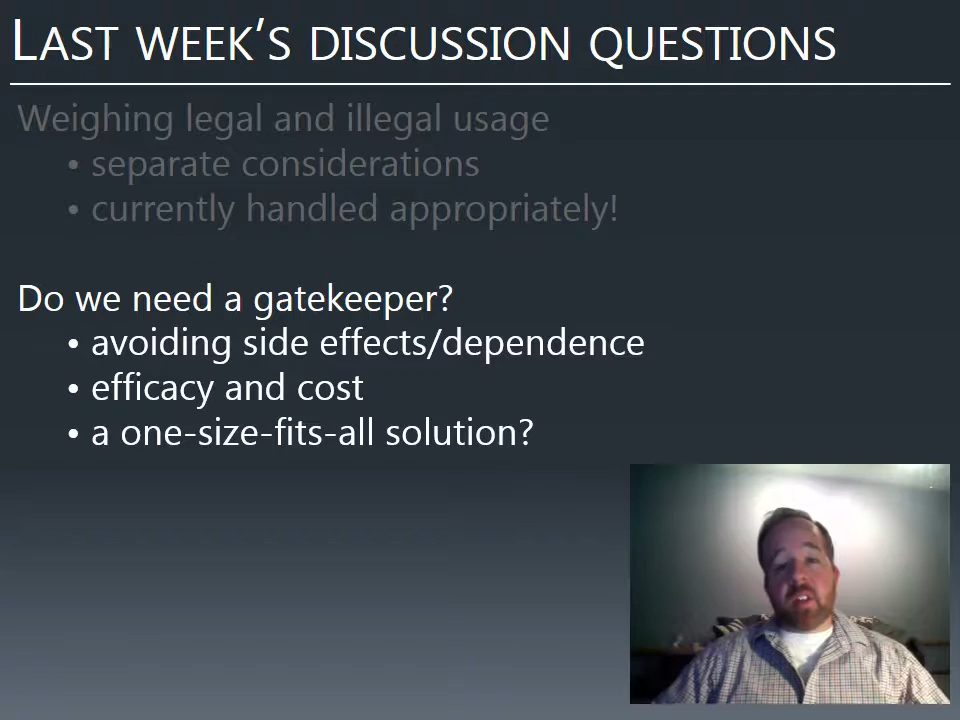 LAST WEEK'S DISCUSSION QUESTIONS
Weighing legal and illegal usage
• separate considerations
• currently handled appropriately!
Do we need a gatekeeper?
• avoiding side effects/dependence
• efficacy and cost
• a one-size-fits-all solution?